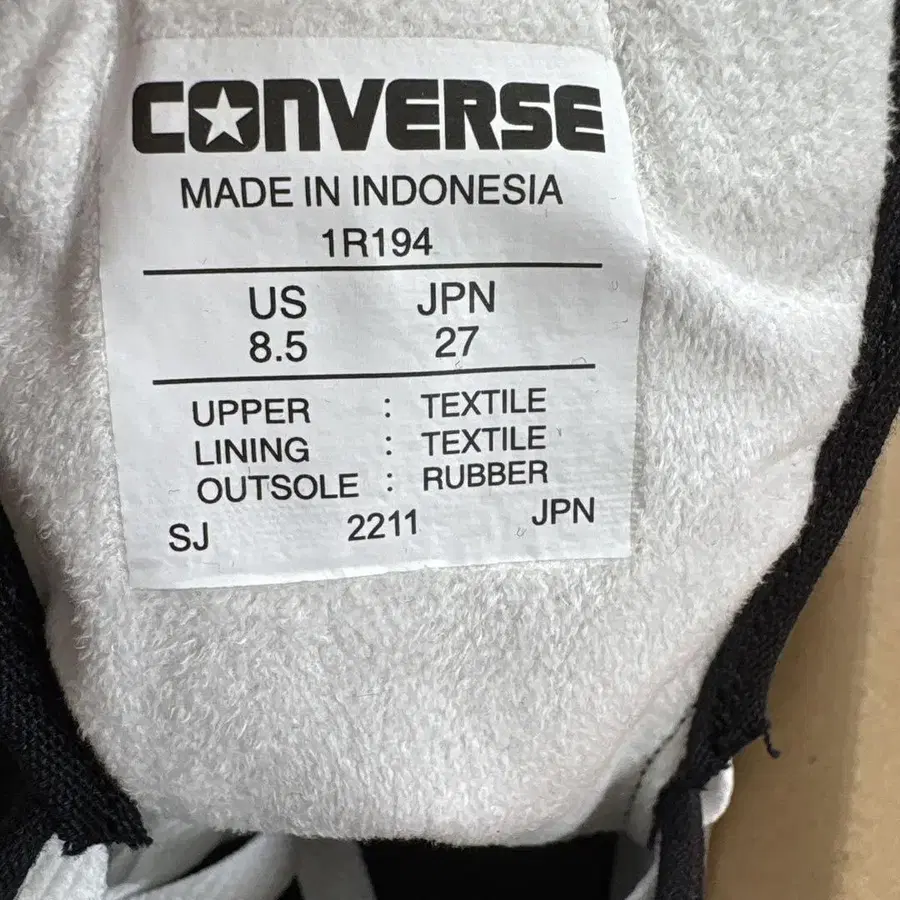 CONVERSE
MADE IN INDONESIA
1R194
US JPN
8.5 27
UPPER : TEXTILE
LINING : TEXTILE
OUTSOLE : RUBBER
SJ 2211 JPN